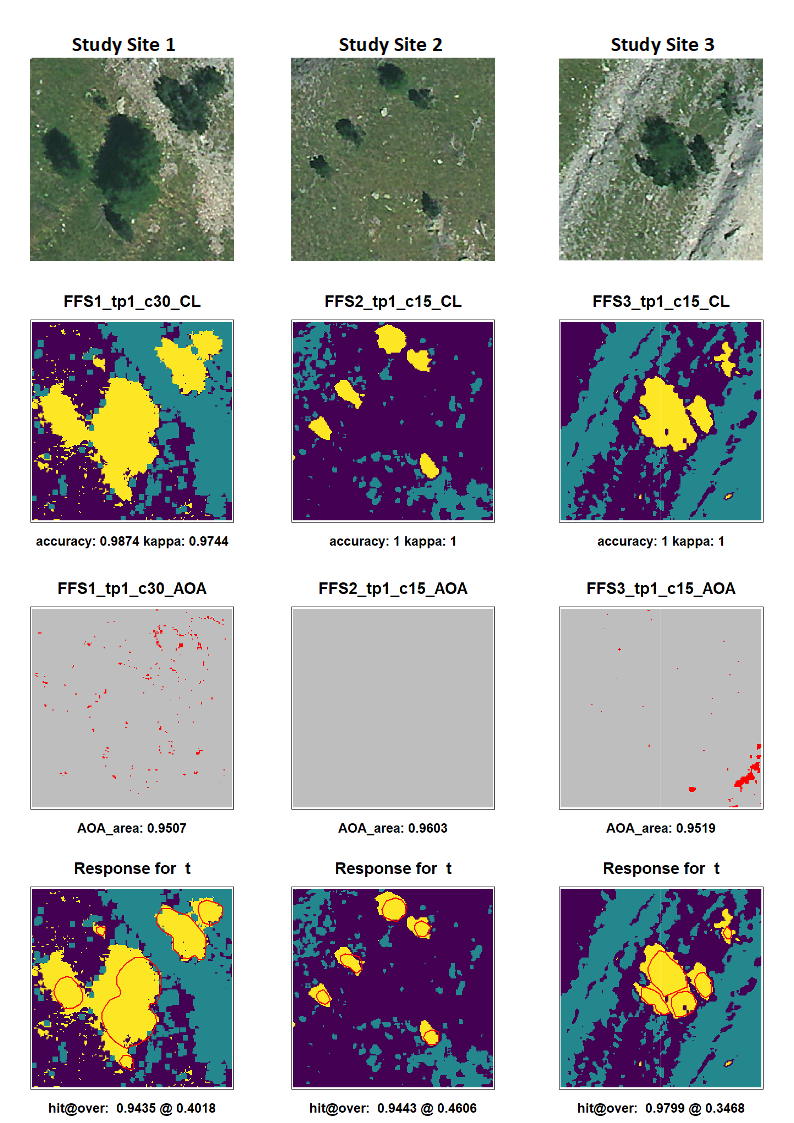 Study Site 1 Study Site 2 Study Site 3
FFS1_tp1_c30_CL FFS2_tp1_c15_CL FFS3_tp1_c15_CL
accuracy: 0.9874 kappa: 0.9744 accuracy: 1 kappa: 1 accuracy: 1 kappa: 1
FFS1_tp1_c30_AOA FFS2_tp1_c15_AOA FFS3_tp1_c15_AOA
AOA_area: 0.9507 AOA_area: 0.9603 AOA_area: 0.9519
Response for t Response for t Response for t
hit@over: 0.9435 @ 0.4018 hit@over: 0.9443 @ 0.4606 hit@over: 0.9799 @ 0.3468